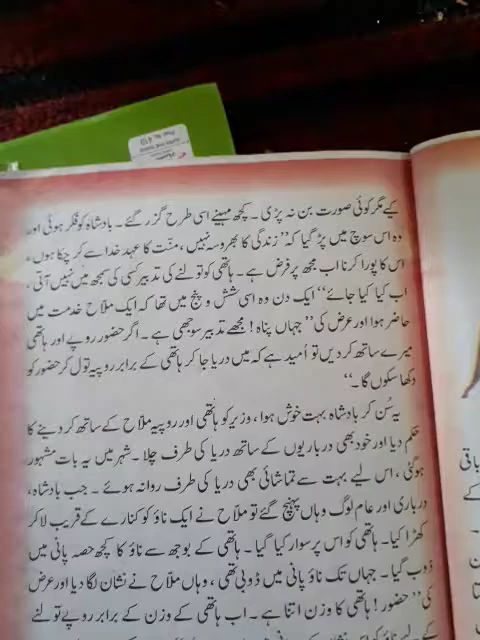 کیے مگر کوئی صورت بن نہ پڑی ۔ کچھ مہینے اسی طرح گزر گئے ۔ بادشاہ کو فکر ہوئی اور
وہ اس سوچ میں پڑ گیا کہ ”زندگی کا بھروسہ نہیں، منّت کا عہد خدا سے کر چکا ہوں،
اس کا پورا کرنا اب مجھ پر فرض ہے ۔ ہاتھی کو تولنے کی تدبیر کسی کی سمجھ میں نہیں آتی ،
اب کیا کیا جائے“ ایک دن وہ اسی شش و پنج میں تھا کہ ایک ملاّح خدمت میں
حاضر ہوا اور عرض کی ”جہاں پناہ ! مجھے تدبیر سوجھی ہے ۔ اگر حضور روپے اور ہاتھی
میرے ساتھ کر دیں تو اُمید ہے کہ میں دریا جا کر ہاتھی کے برابر روپیہ تول کر حضور کو
دکھا سکوں گا ۔“
یہ سُن کر بادشاہ بہت خوش ہوا ، وزیر کو ہاتھی اور روپیہ ملاّح کے ساتھ کر دینے کا
حکم دیا اور خود بھی درباریوں کے ساتھ دریا کی طرف چلا ۔ شہر میں یہ بات مشہور
ہو گئی ، اس لیے بہت سے تماشائی بھی دریا کی طرف روانہ ہوئے ۔ جب بادشاہ،
درباری اور عام لوگ وہاں پہنچ گئے تو ملاّح نے ایک ناؤ کو کنارے کے قریب لا کر
کھڑا کیا ۔ ہاتھی کو اس پر سوار کیا گیا ۔ ہاتھی کے بوجھ سے ناؤ کا کچھ حصہ پانی میں
ڈوب گیا ۔ جہاں تک ناؤ پانی میں ڈوبی تھی ، وہاں ملاّح نے نشان لگا دیا اور عرض
کی ”حضور ! ہاتھی کا وزن اتنا ہے ۔ اب ہاتھی کے وزن کے برابر روپے تولنے